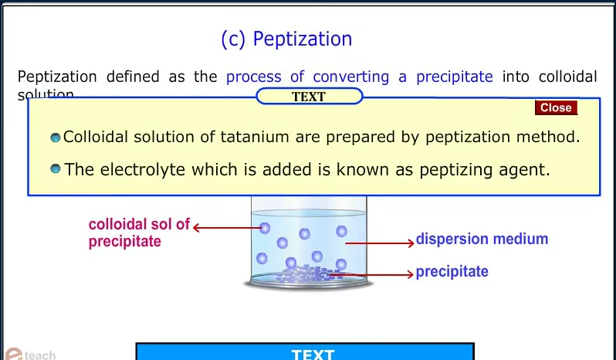 (c) Peptization
Peptization defined as the process of converting a precipitate into colloidal
solution
TEXT
Close
Colloidal solution of tatanium are prepared by peptization method.
The electrolyte which is added is known as peptizing agent.
colloidal sol of
precipitate
dispersion medium
precipitate
e teach
TEXT